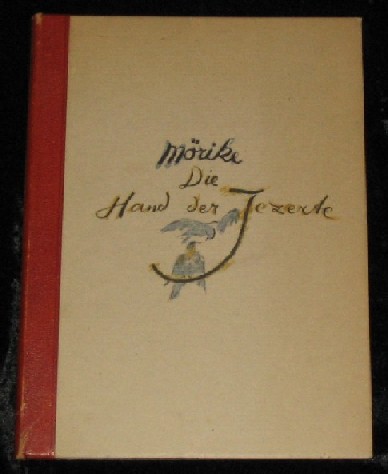 Mörike
Die
Hand der Jezerte